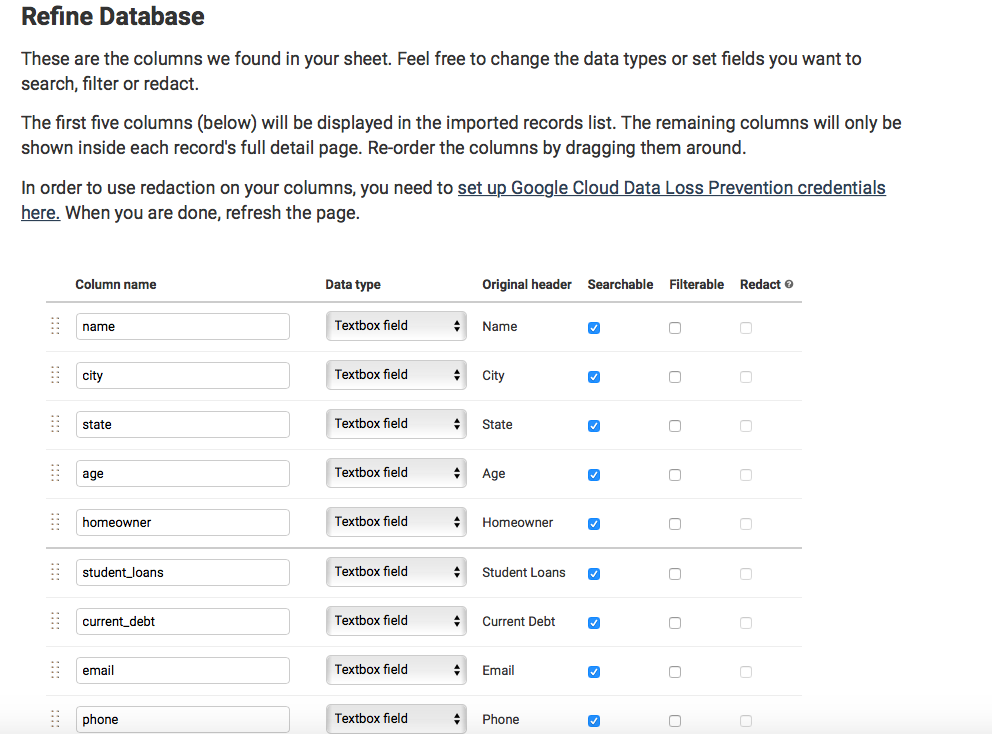 Refine Database
These are the columns we found in your sheet. Feel free to change the data types or set fields you want to
search, filter or redact.
The first five columns (below) will be displayed in the imported records list. The remaining columns will only be
shown inside each record's full detail page. Re-order the columns by dragging them around.
In order to use redaction on your columns, you need to set up Google Cloud Data Loss Prevention credentials
here. When you are done, refresh the page.
Column name Data type Original header Searchable Filterable Redact ?
name Textbox field Name
city Textbox field City
state Textbox field State
age Textbox field Age
homeowner Textbox field Homeowner
student_loans Textbox field Student Loans
current_debt Textbox field Current Debt
email Textbox field Email
phone Textbox field Phone